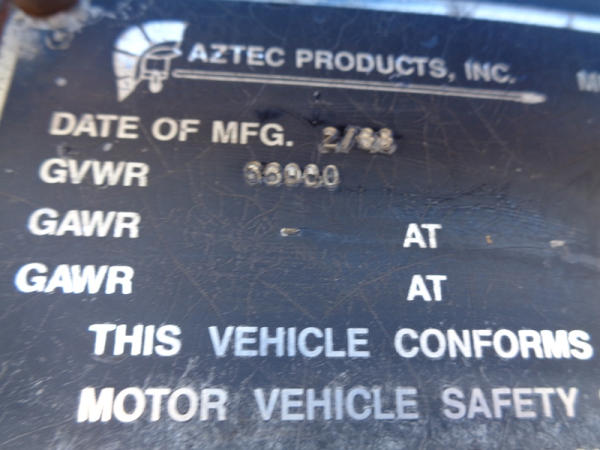 AZTEC PRODUCTS, INC.
DATE OF MFG.
GVWR
GAWR - AT
GAWR AT
THIS VEHICLE CONFORMS
MOTOR VEHICLE SAFETY